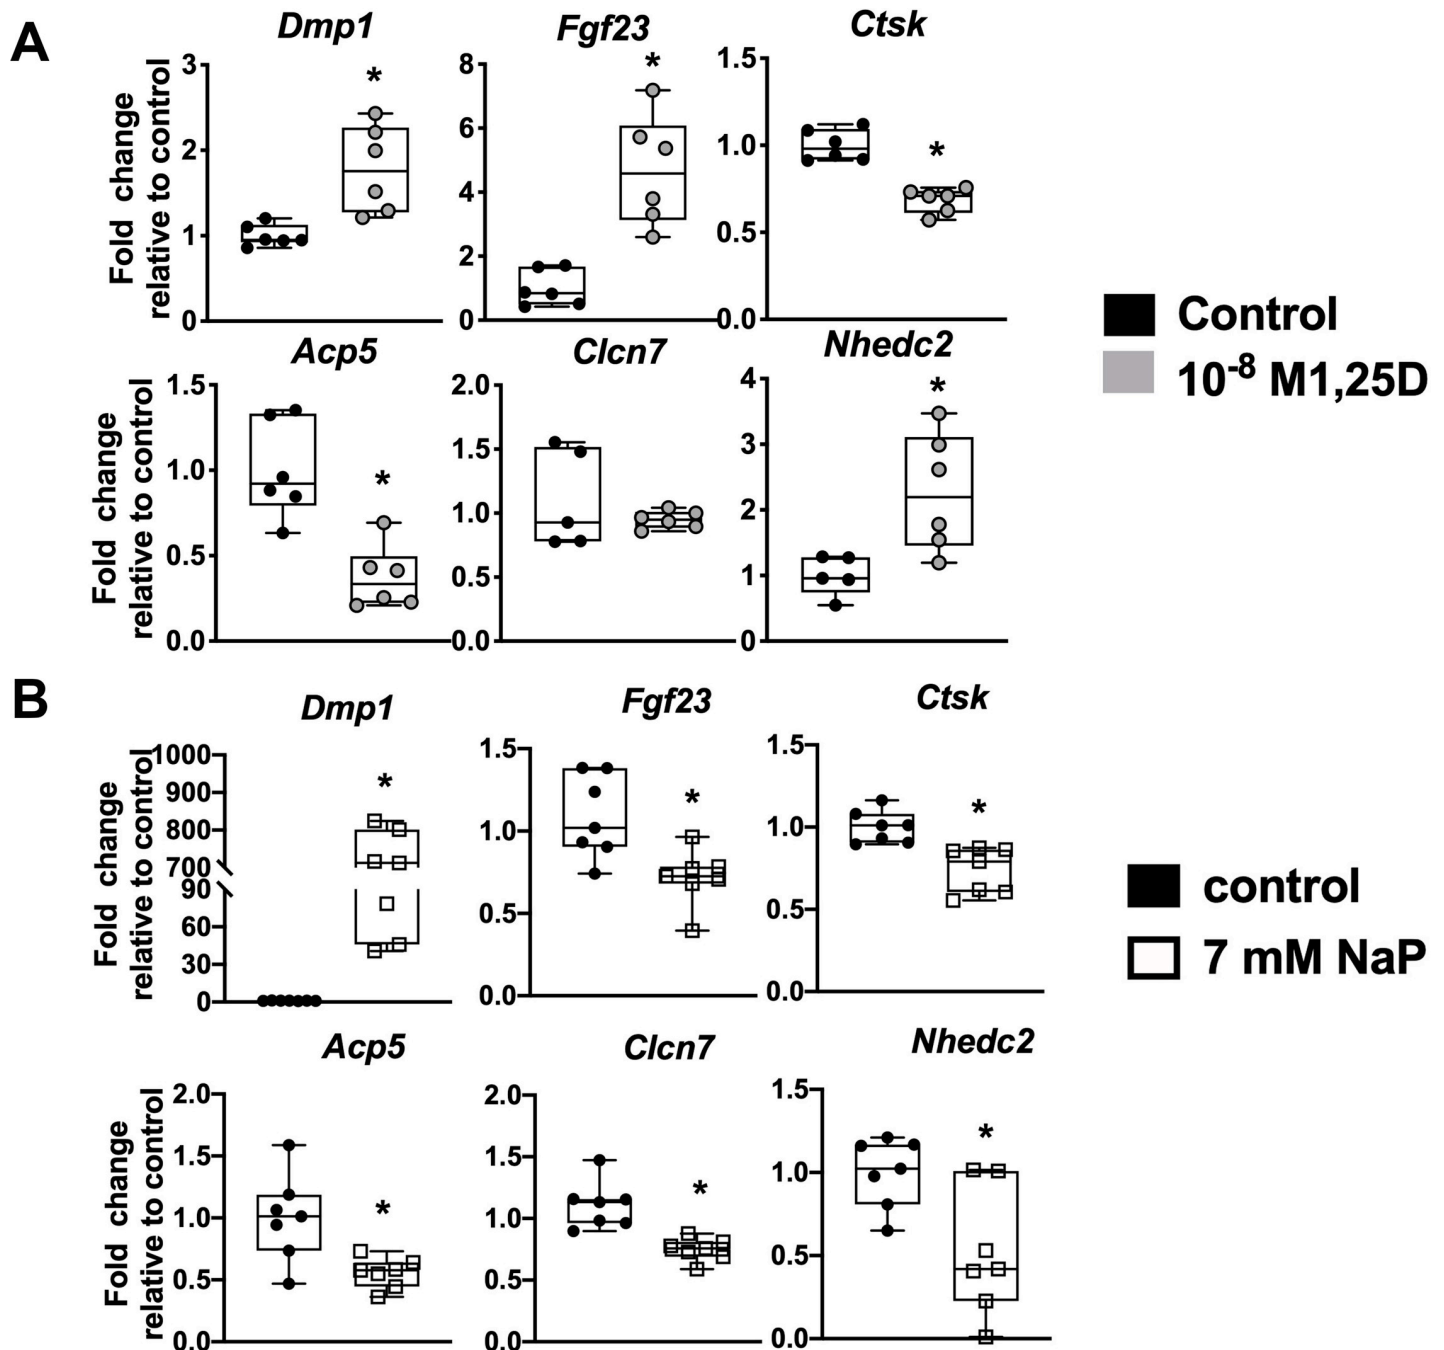 A
Dmp1
Fgf23
Ctsk
Fold change
relative to control
3
2
1
0
*
8
6
4
2
0
*
1.5
1.0
0.5
0.0
*
Acp5
Clcn7
Nhedc2
Fold change
relative to control
1.5
1.0
0.5
0.0
*
2.0
1.5
1.0
0.5
0.0
4
3
2
1
0
*
Control
10-8 M1,25D
B
Dmp1
Fgf23
Ctsk
Fold change
relative to control
1000
900
800
700
90
60
30
0
*
1.5
1.0
0.5
0.0
*
1.5
1.0
0.5
0.0
*
control
7 mM NaP
Acp5
Clcn7
Nhedc2
Fold change
relative to control
2.0
1.5
1.0
0.5
0.0
*
2.0
1.5
1.0
0.5
0.0
*
1.5
1.0
0.5
0.0
*